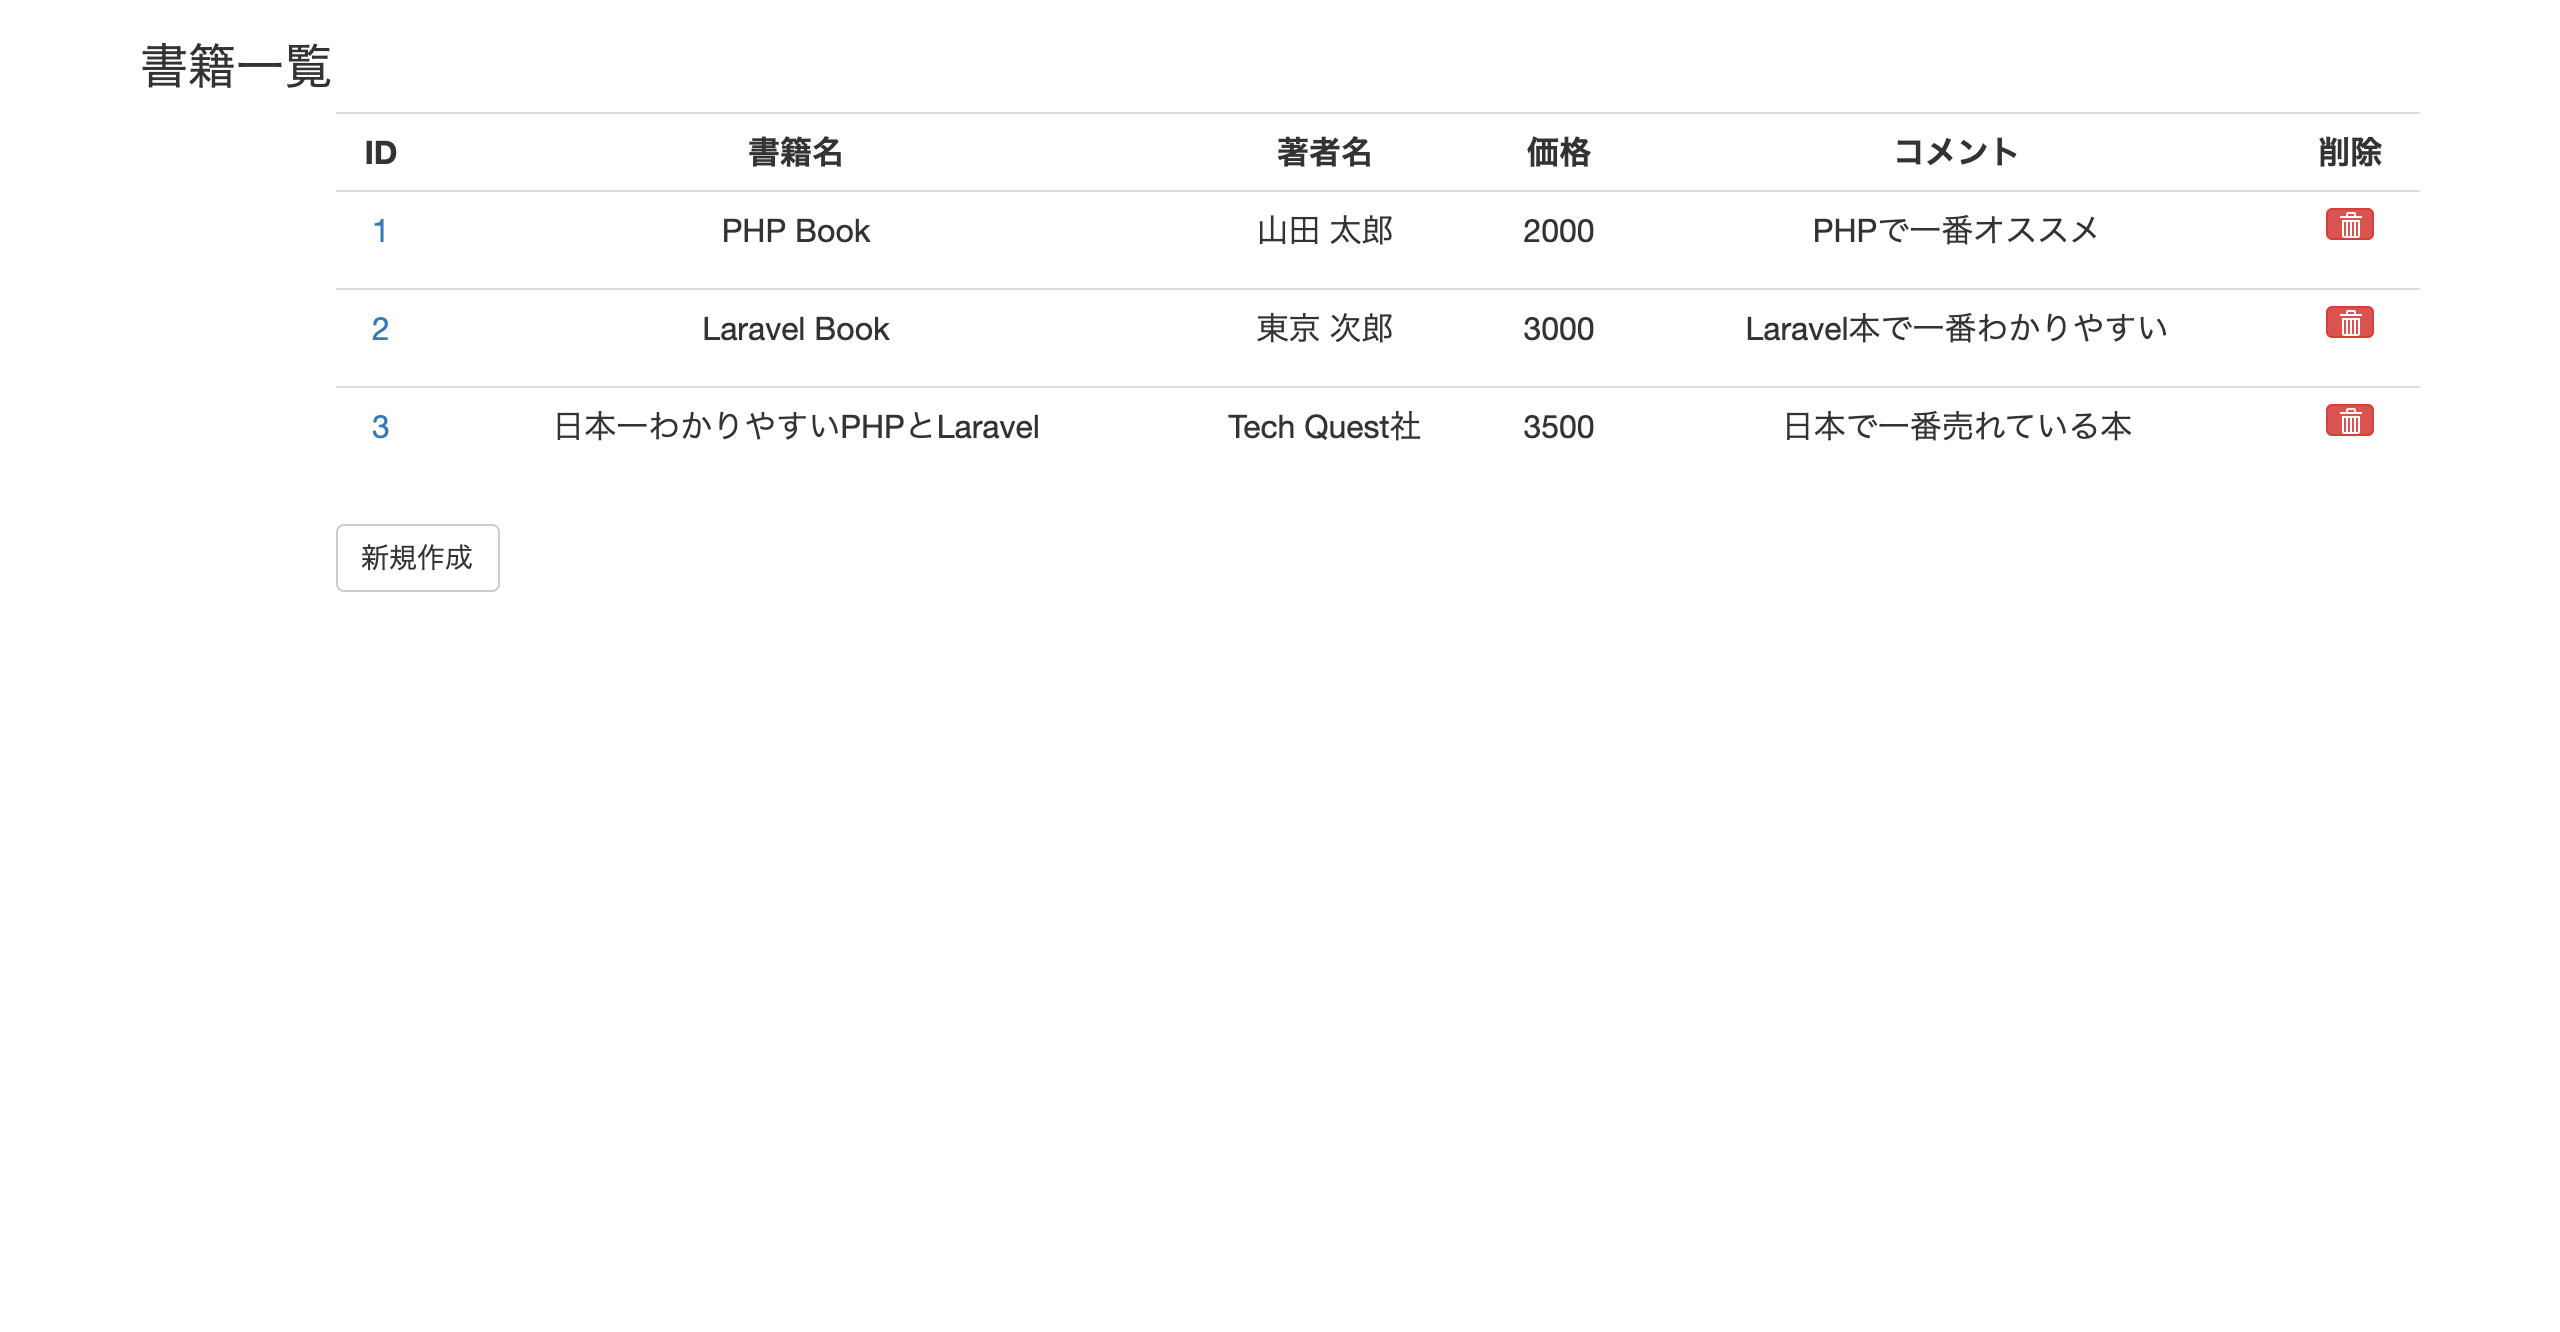 書籍一覧
ID 書籍名 著者名 価格 コメント 削除
1 PHP Book 山田 太郎 2000 PHPで一番オススメ
2 Laravel Book 東京 次郎 3000 Laravel本で一番わかりやすい
3 日本一わかりやすいPHPとLaravel Tech Quest社 3500 日本で一番売れている本
新規作成